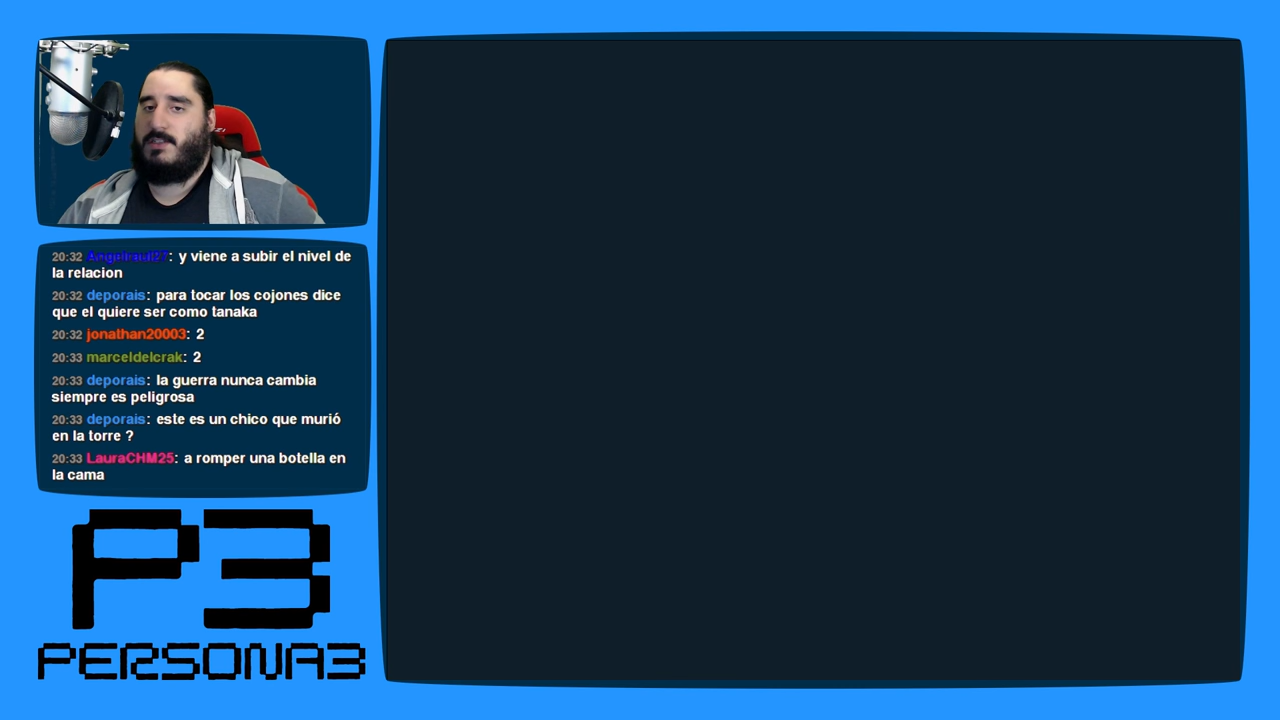 20:32 Angelraul27: y viene a subir el nivel de
la relacion
20:32 deporais: para tocar los cojones dice
que el quiere ser como tanaka
20:32 jonathan20003: 2
20:33 marceldelcrak: 2
20:33 deporais: la guerra nunca cambia
siempre es peligrosa
20:33 deporais: este es un chico que murió
en la torre ?
20:33 LauraCHM25: a romper una botella en
la cama
P3
PERSONA3